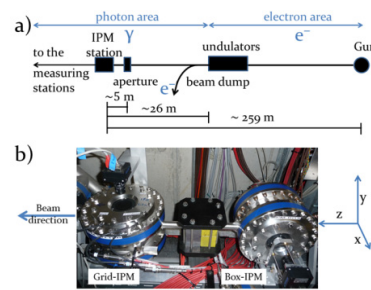 photon area
electron area
a)
IPM
station
γ
undulators
e⁻
to the
measuring
stations
aperture
e⁻
beam dump
~5 m
~26 m
~ 259 m
b)
Beam
direction
Grid-IPM
Box-IPM
y
z
x